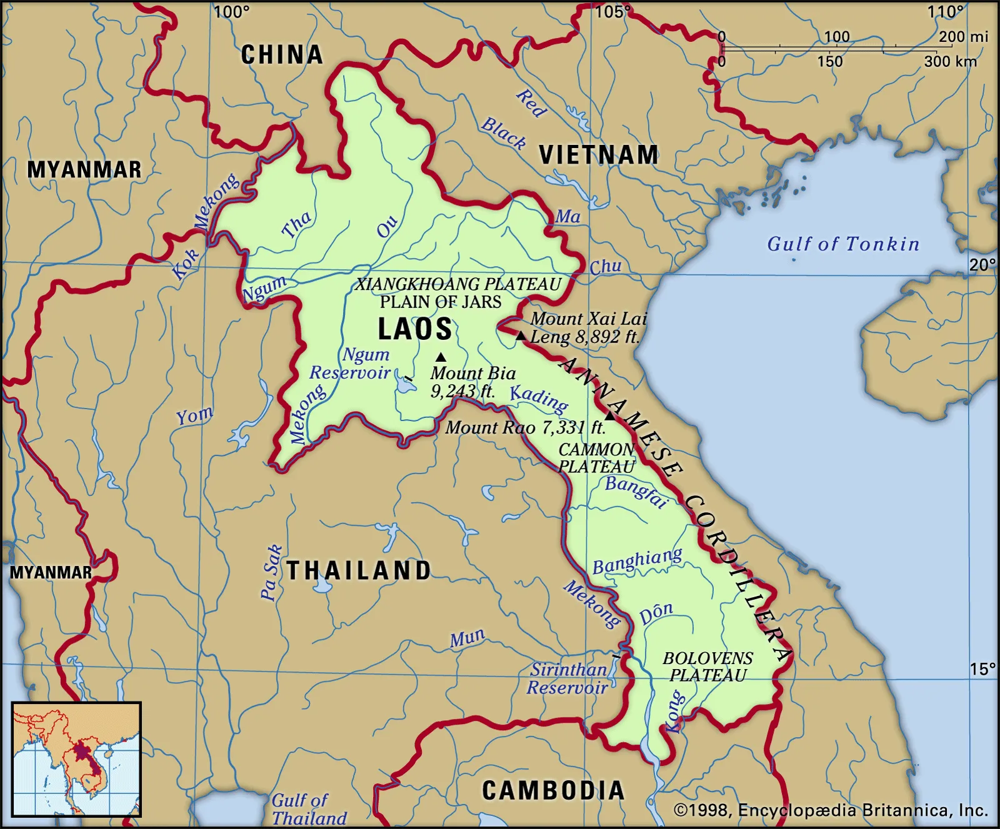 100°
105°
110°
0 100 200 mi
0 150 300 km
CHINA
Red
Black
VIETNAM
MYANMAR
Mekong
Tha
Ou
Ma
Gulf of Tonkin
Kok
Chu
20°
Ngum
XIANGKHOANG PLATEAU
PLAIN OF JARS
LAOS
Mount Xai Lai
Leng 8,892 ft.
Ngum
Reservoir
Mount Bia
9,243 ft.
ANNAMESE CORDILLERA
Kading
Yom
Mekong
Mount Rao 7,331 ft.
CAMMON
PLATEAU
Bangfai
Pa Sak
THAILAND
MYANMAR
Banghiang
Mekong
Dôn
Mun
BOLOVENS
PLATEAU
Sirinthan
Reservoir
15°
Kong
CAMBODIA
Gulf of
Thailand
©1998, Encyclopædia Britannica, Inc.